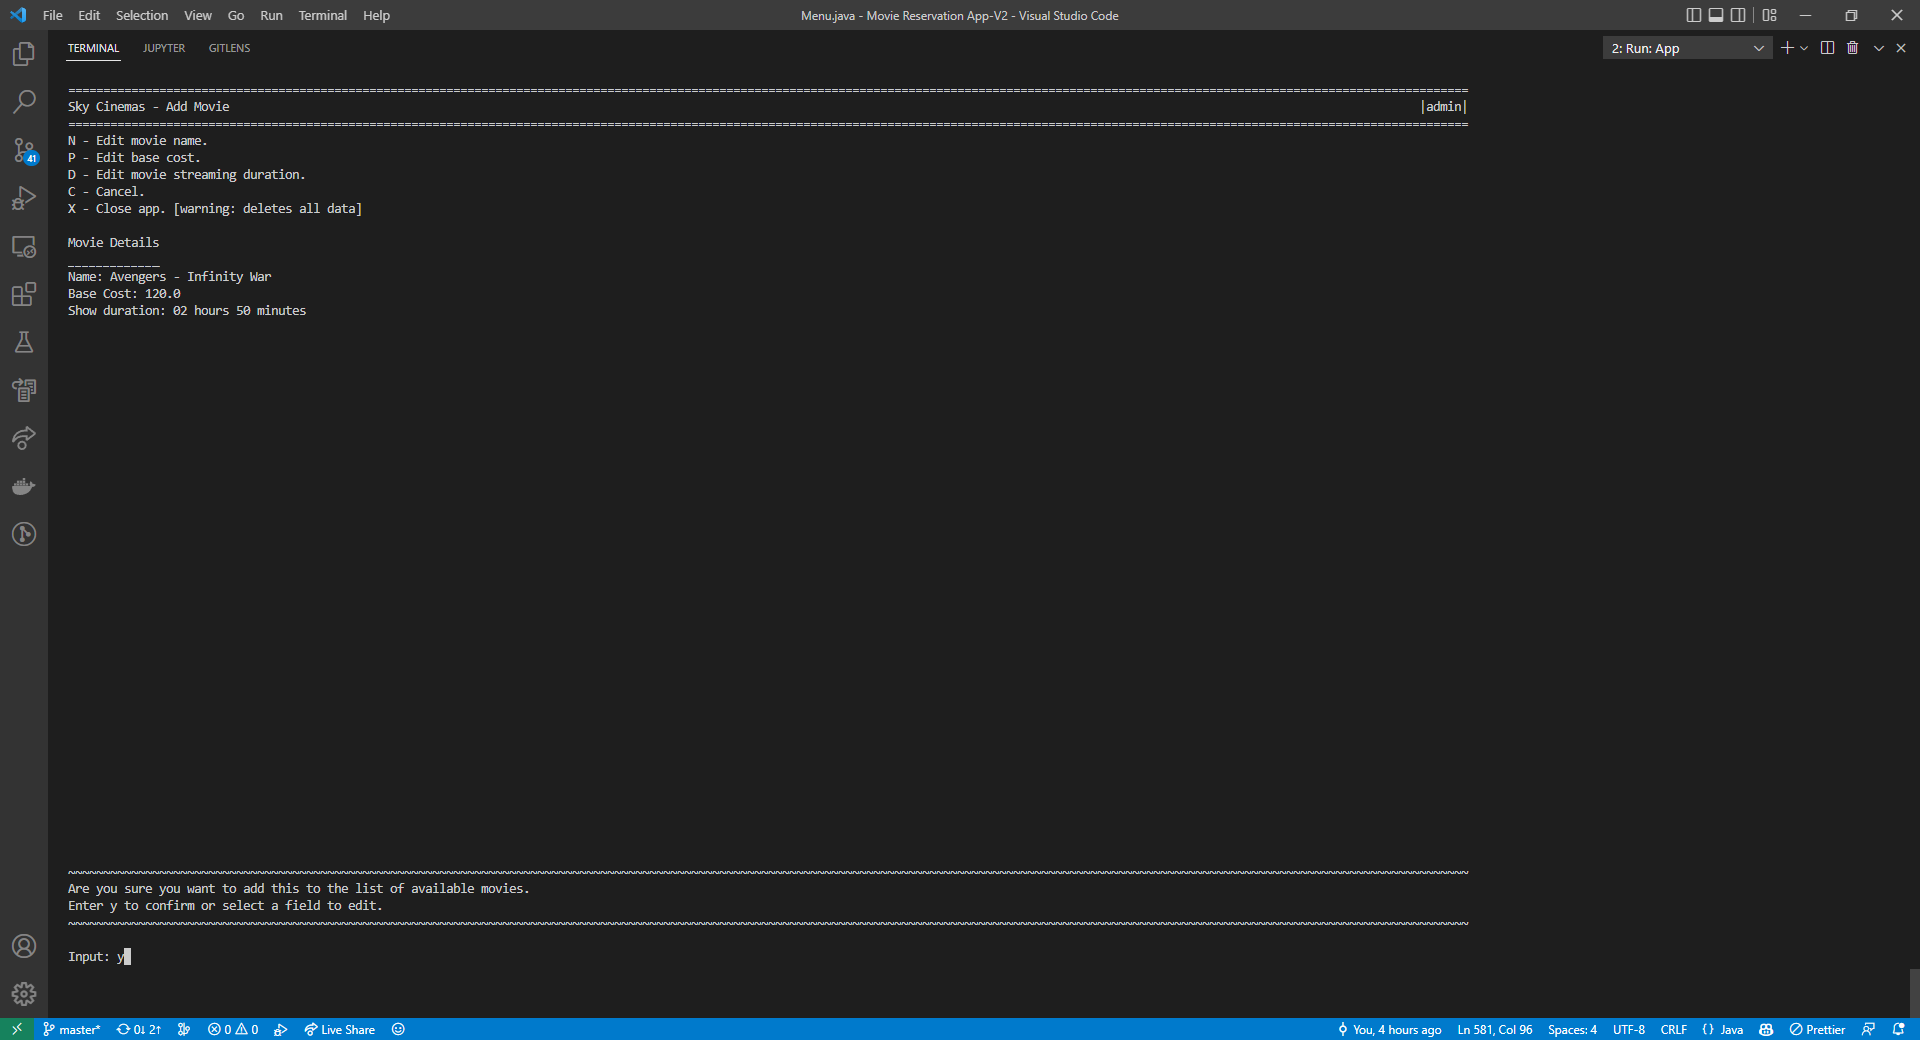 File Edit Selection View Go Run Terminal Help
Menu.java - Movie Reservation App-V2 - Visual Studio Code
TERMINAL JUPYTER GITLENS
2: Run: App
========================================================================================================================================================================================================
Sky Cinemas - Add Movie |admin|
========================================================================================================================================================================================================
N - Edit movie name.
P - Edit base cost.
D - Edit movie streaming duration.
C - Cancel.
X - Close app. [warning: deletes all data]
Movie Details
_____________
Name: Avengers - Infinity War
Base Cost: 120.0
Show duration: 02 hours 50 minutes
~~~~~~~~~~~~~~~~~~~~~~~~~~~~~~~~~~~~~~~~~~~~~~~~~~~~~~~~~~~~~~~~~~~~~~~~~~~~~~~~~~~~~~~~~~~~~~~~~~~~~~~~~~~~~~~~~~~~~~~~~~~~~~~~~~~~~~~~~~~~~~~~~~~~~~~~~~~~~~~~~~~~~~~~~~~~~~~~~~~~~~~~~~~~~~~~
Are you sure you want to add this to the list of available movies.
Enter y to confirm or select a field to edit.
~~~~~~~~~~~~~~~~~~~~~~~~~~~~~~~~~~~~~~~~~~~~~~~~~~~~~~~~~~~~~~~~~~~~~~~~~~~~~~~~~~~~~~~~~~~~~~~~~~~~~~~~~~~~~~~~~~~~~~~~~~~~~~~~~~~~~~~~~~~~~~~~~~~~~~~~~~~~~~~~~~~~~~~~~~~~~~~~~~~~~~~~~~~~~~~~
Input: y
41
master* 0↓ 2↑ 0 0 Live Share
You, 4 hours ago Ln 581, Col 96 Spaces: 4 UTF-8 CRLF {} Java Prettier